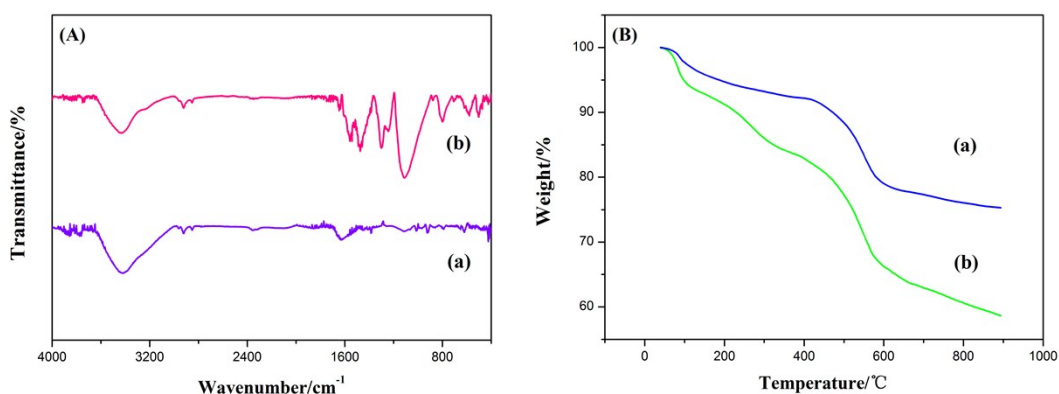 (A)
Transmittance/%
(b)
(a)
4000 3200 2400 1600 800
Wavenumber/cm⁻¹
(B)
Weight/%
100
90
80
70
60
(a)
(b)
0 200 400 600 800 1000
Temperature/℃